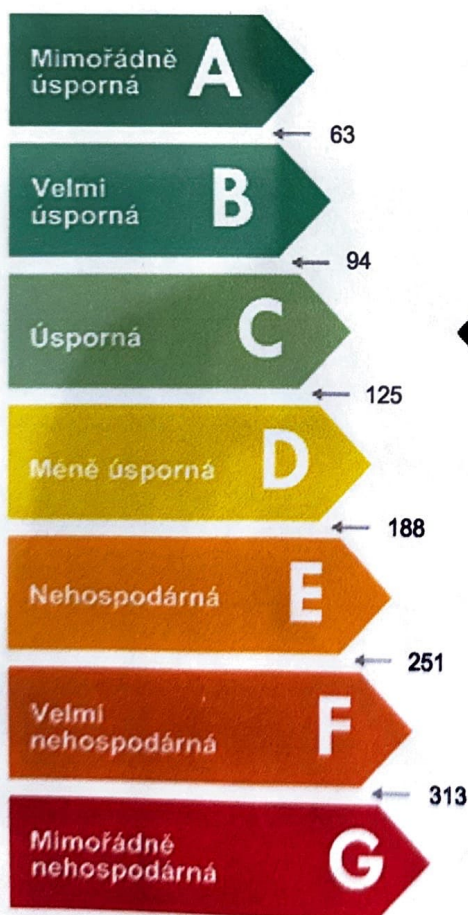 Mimořádně
úsporná
A
63
Velmi
úsporná
B
94
Úsporná
C
125
Méně úsporná
D
188
Nehospodárná
E
251
Velmi
nehospodárná
F
313
Mimořádně
nehospodárná
G